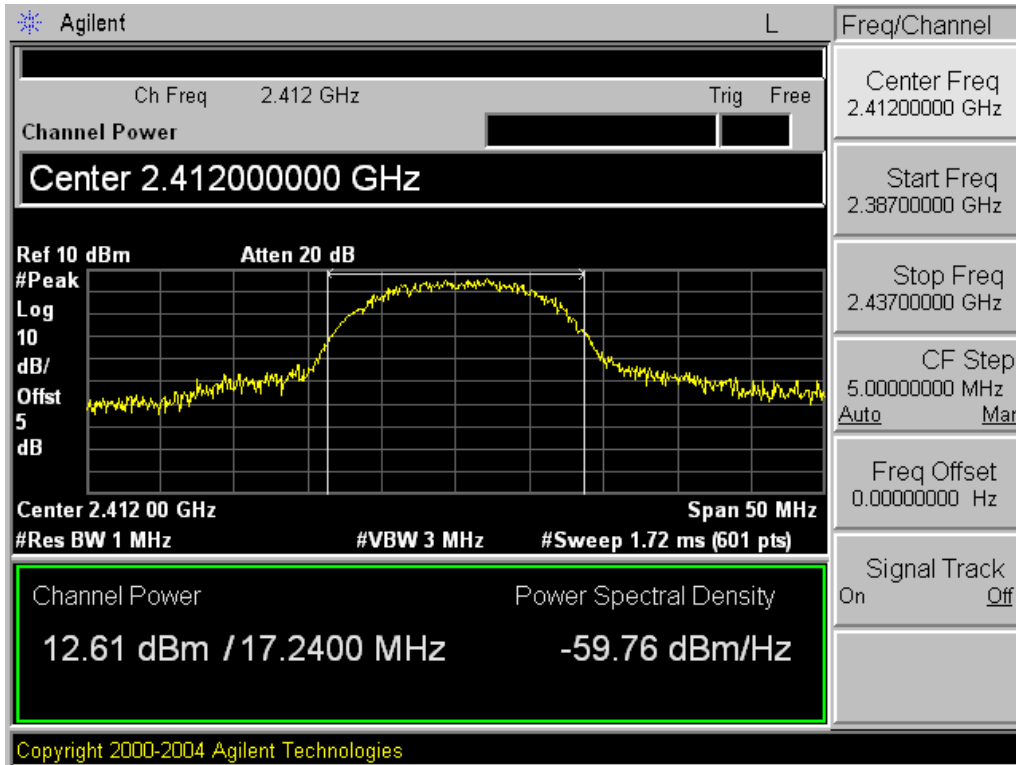 Agilent L Freq/Channel
Ch Freq 2.412 GHz Trig Free
Channel Power
Center 2.412000000 GHz
Ref 10 dBm Atten 20 dB
#Peak
Log
10
dB/
Offst
5
dB
Center 2.412 00 GHz Span 50 MHz
#Res BW 1 MHz #VBW 3 MHz #Sweep 1.72 ms (601 pts)
Channel Power Power Spectral Density
12.61 dBm / 17.2400 MHz -59.76 dBm/Hz
Copyright 2000-2004 Agilent Technologies
Center Freq
2.41200000 GHz
Start Freq
2.38700000 GHz
Stop Freq
2.43700000 GHz
CF Step
5.00000000 MHz
Auto Man
Freq Offset
0.00000000 Hz
Signal Track
On Off